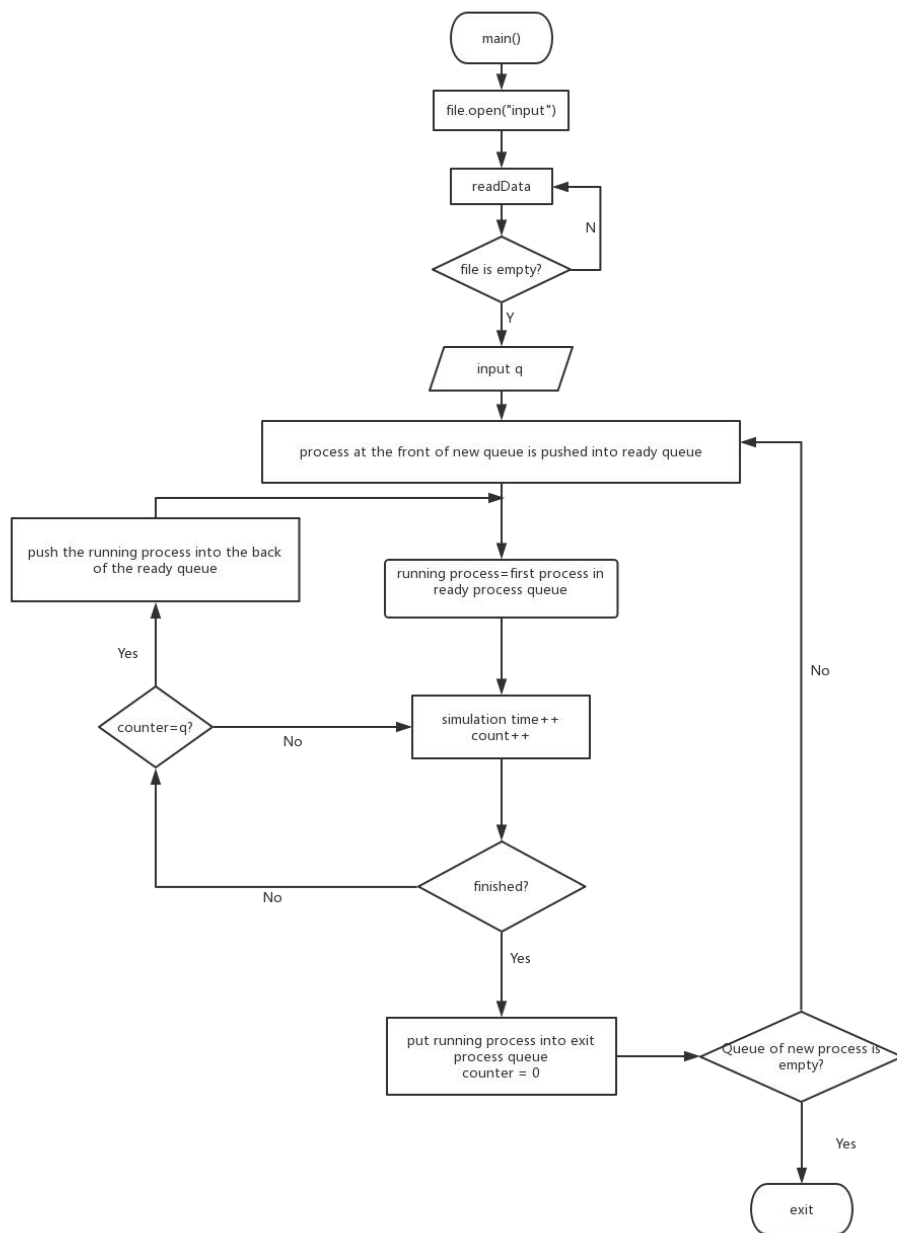 main()
file.open("input")
readData
N
file is empty?
Y
input q
process at the front of new queue is pushed into ready queue
push the running process into the back
of the ready queue
running process=first process in
ready process queue
Yes
No
counter=q?
No
simulation time++
count++
finished?
No
Yes
put running process into exit
process queue
counter = 0
Queue of new process is
empty?
Yes
exit